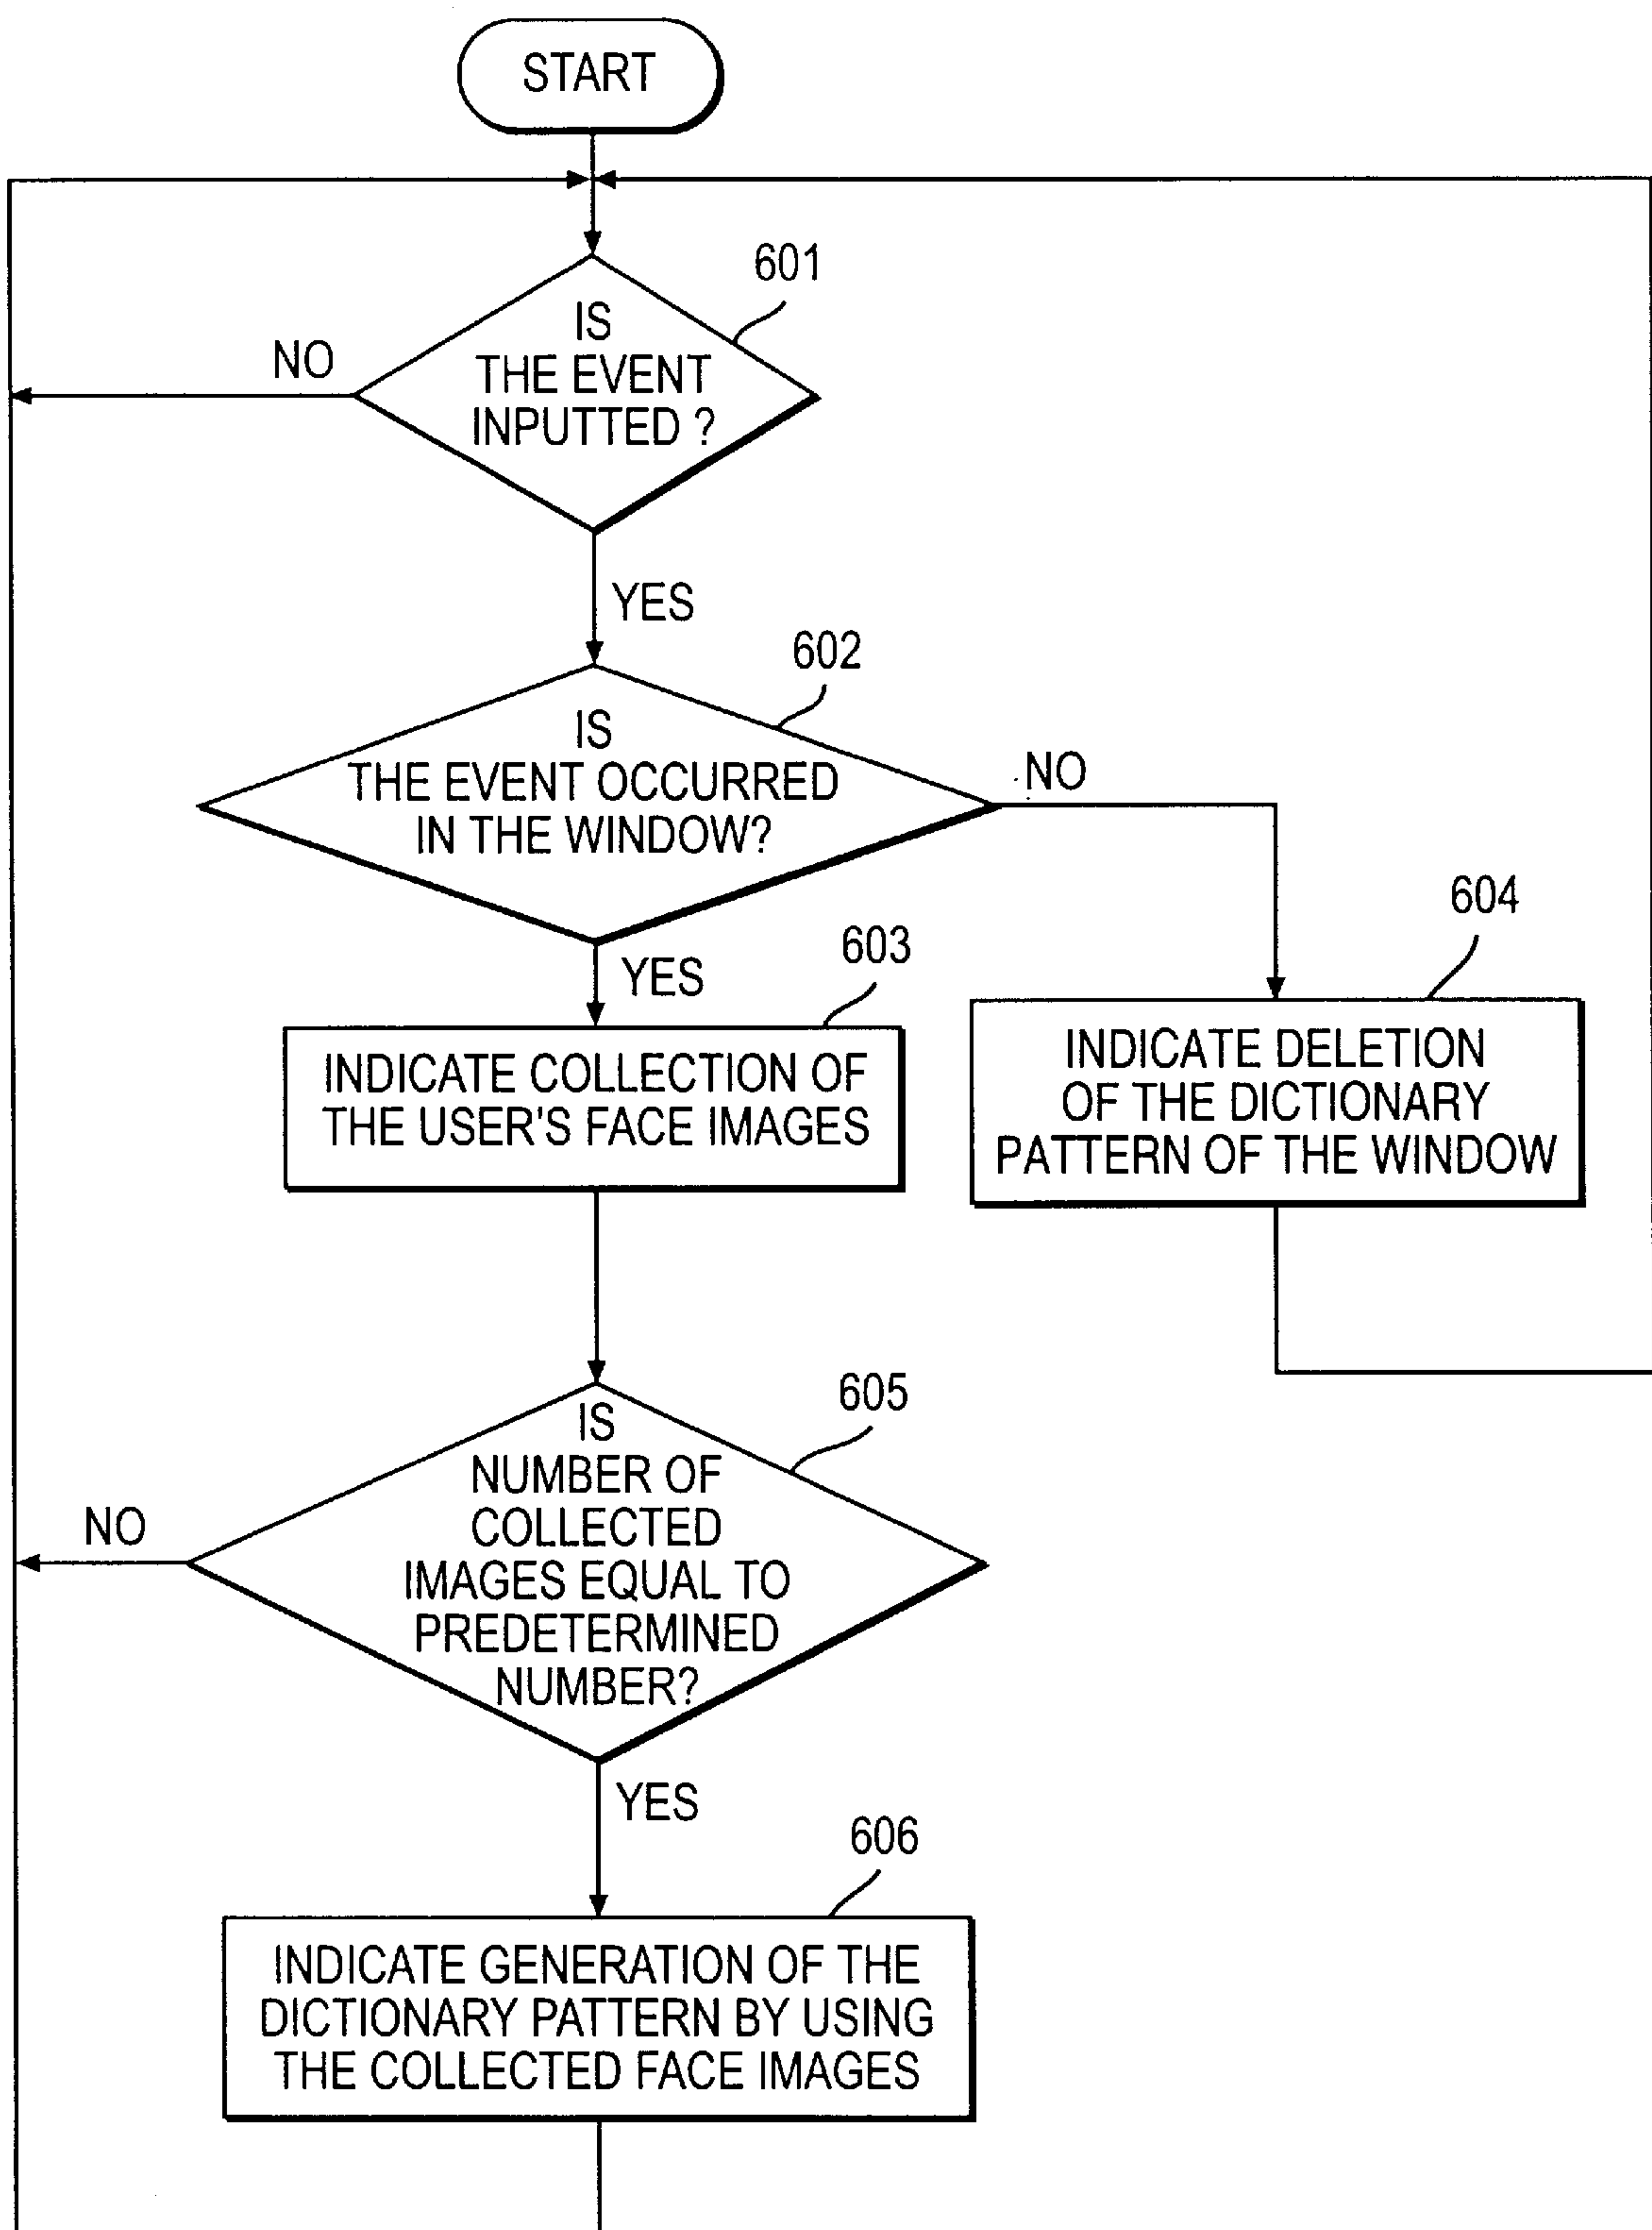 START
601
IS
THE EVENT
INPUTTED ?
NO
YES
602
IS
THE EVENT OCCURRED
IN THE WINDOW?
NO
YES
603
INDICATE COLLECTION OF
THE USER'S FACE IMAGES
604
INDICATE DELETION
OF THE DICTIONARY
PATTERN OF THE WINDOW
605
IS
NUMBER OF
COLLECTED
IMAGES EQUAL TO
PREDETERMINED
NUMBER?
NO
YES
606
INDICATE GENERATION OF THE
DICTIONARY PATTERN BY USING
THE COLLECTED FACE IMAGES